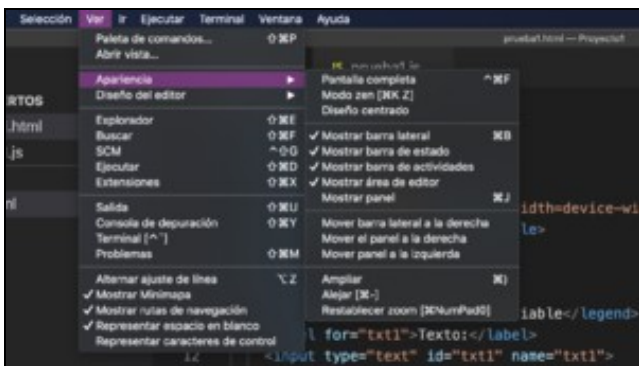 Selección Ver Ir Ejecutar Terminal Ventana Ayuda
prueba1.html — Proyecto1
Paleta de comandos... ⇧⌘P
Abrir vista...
Apariencia ▶
Diseño del editor ▶
Explorador ⇧⌘E
Buscar ⇧⌘F
SCM ^⇧G
Ejecutar ⇧⌘D
Extensiones ⇧⌘X
Salida ⇧⌘U
Consola de depuración ⇧⌘Y
Terminal [^`]
Problemas ⇧⌘M
Alternar ajuste de línea ⌥Z
✓ Mostrar Minimapa
✓ Mostrar rutas de navegación
✓ Representar espacio en blanco
Representar caracteres de control
Pantalla completa ^⌘F
Modo zen [⌘K Z]
Diseño centrado
✓ Mostrar barra lateral ⌘B
✓ Mostrar barra de estado
✓ Mostrar barra de actividades
✓ Mostrar área de editor
Mostrar panel ⌘J
Mover barra lateral a la derecha
Mover el panel a la derecha
Mover panel a la izquierda
Ampliar ⌘)
Alejar [⌘-]
Restablecer zoom [⌘NumPad0]
RTOS
.html
.js
prueba1.js
idth=device-wi
le>
iable</legend>
l for="txt1">Texto:</label>
12 <input type="text" id="txt1" name="txt1">